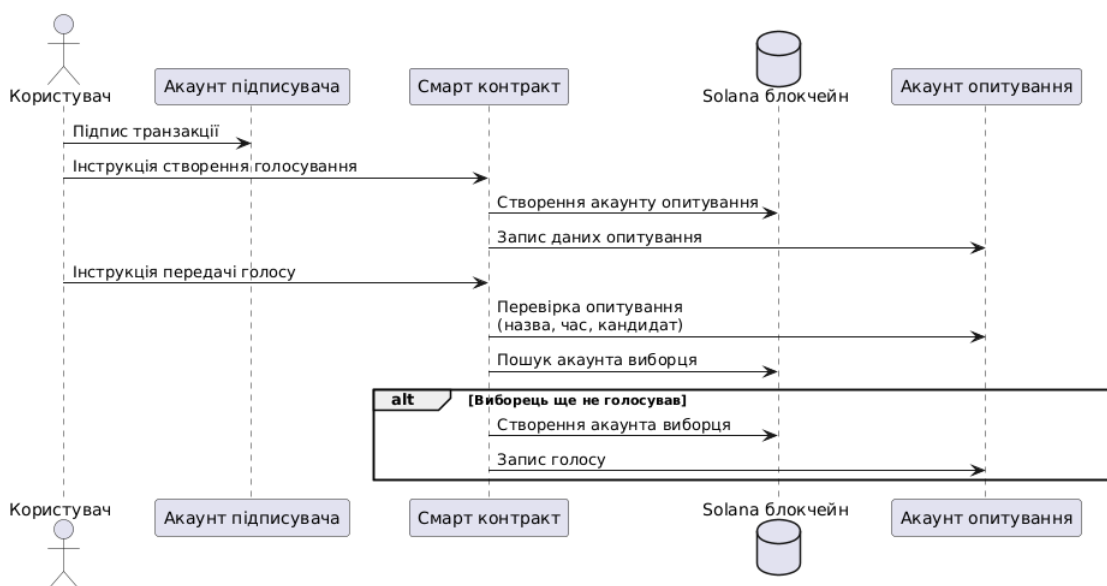 Користувач
Акаунт підписувача
Смарт контракт
Solana блокчейн
Акаунт опитування
Підпис транзакції
Інструкція створення голосування
Створення акаунту опитування
Запис даних опитування
Інструкція передачі голосу
Перевірка опитування
(назва, час, кандидат)
Пошук акаунта виборця
alt [Виборець ще не голосував]
Створення акаунта виборця
Запис голосу
Користувач
Акаунт підписувача
Смарт контракт
Solana блокчейн
Акаунт опитування